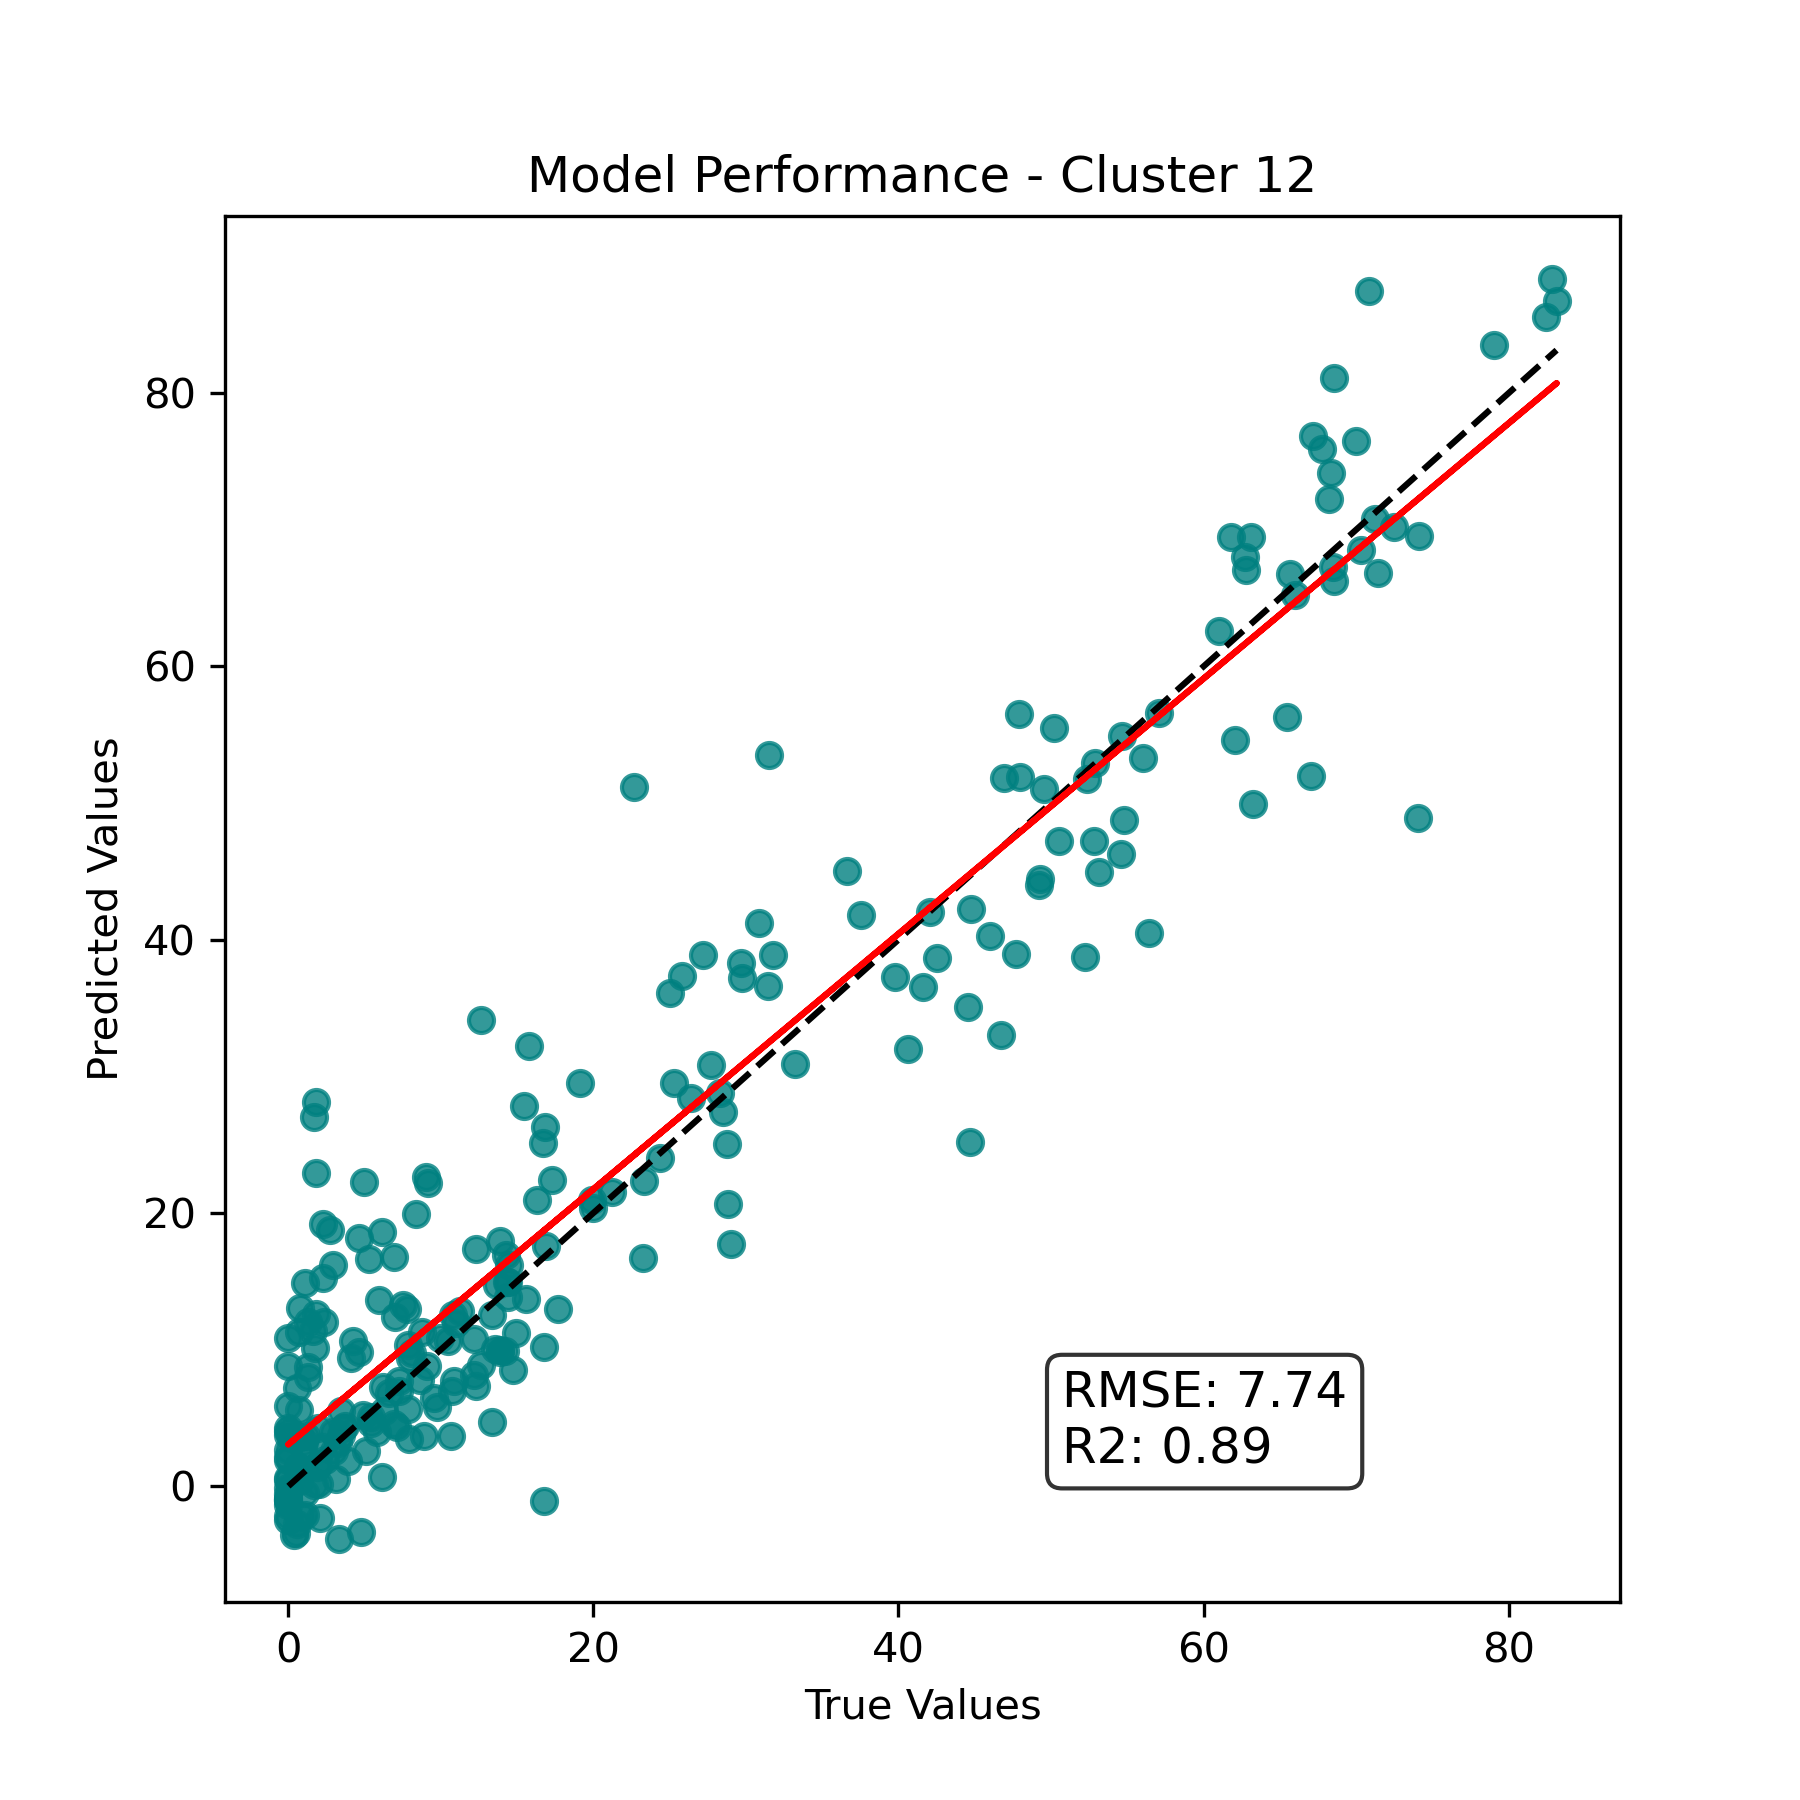 Model Performance - Cluster 12
Predicted Values
80
60
40
20
0
RMSE: 7.74
R2: 0.89
0 20 40 60 80
True Values